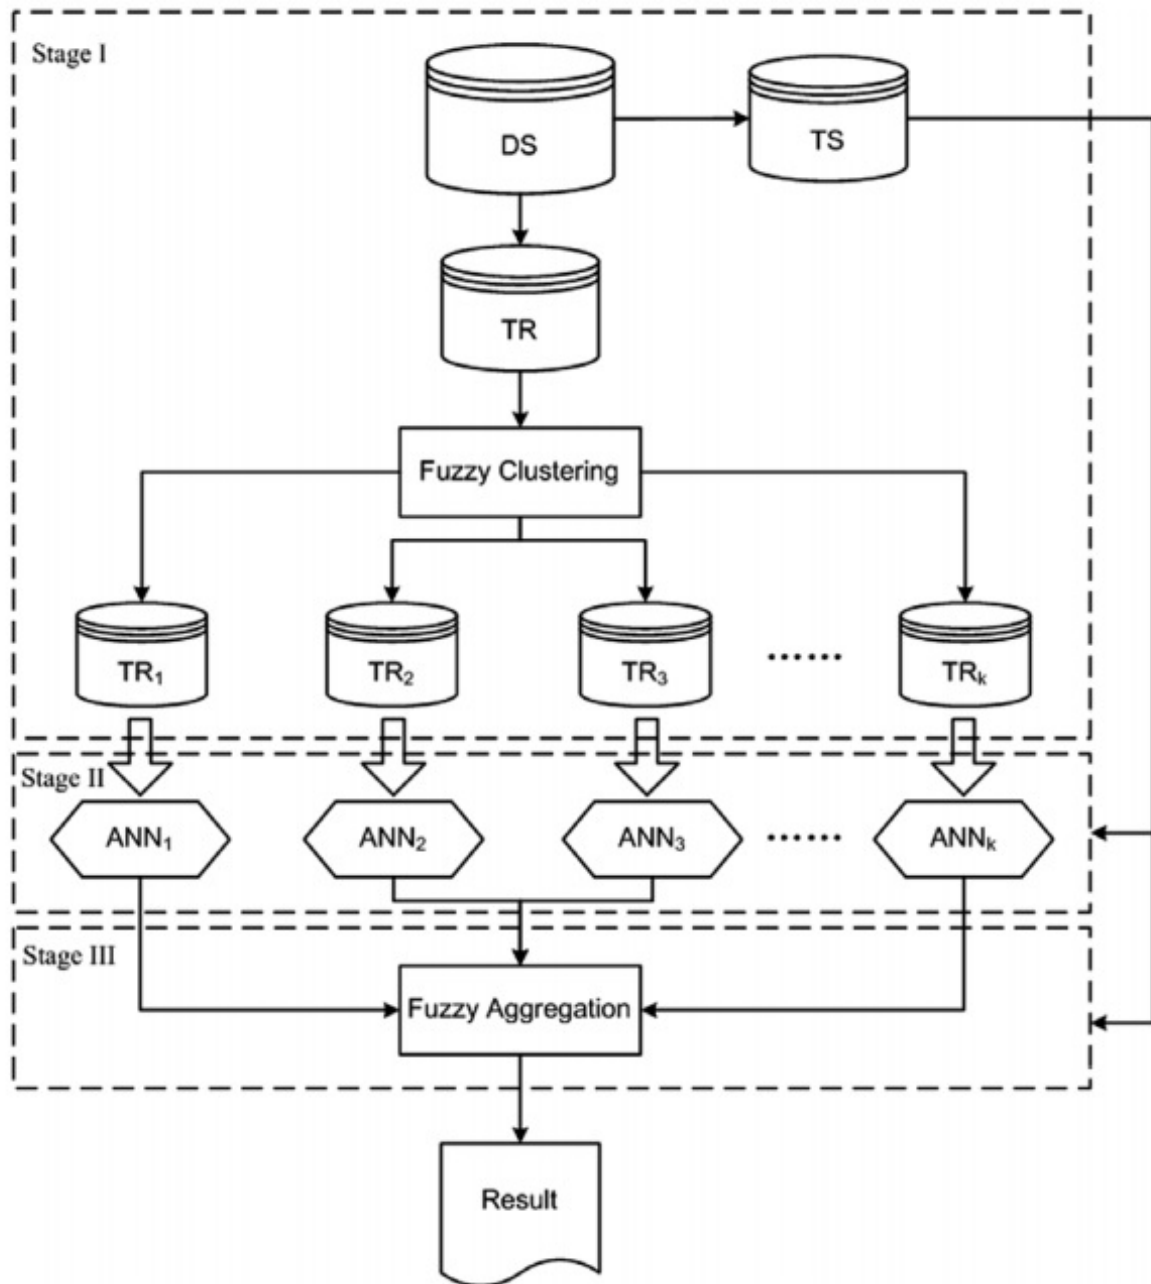 Stage I
DS
TS
TR
Fuzzy Clustering
TR₁ TR₂ TR₃ ...... TRₖ
Stage II
ANN₁ ANN₂ ANN₃ ...... ANNₖ
Stage III
Fuzzy Aggregation
Result